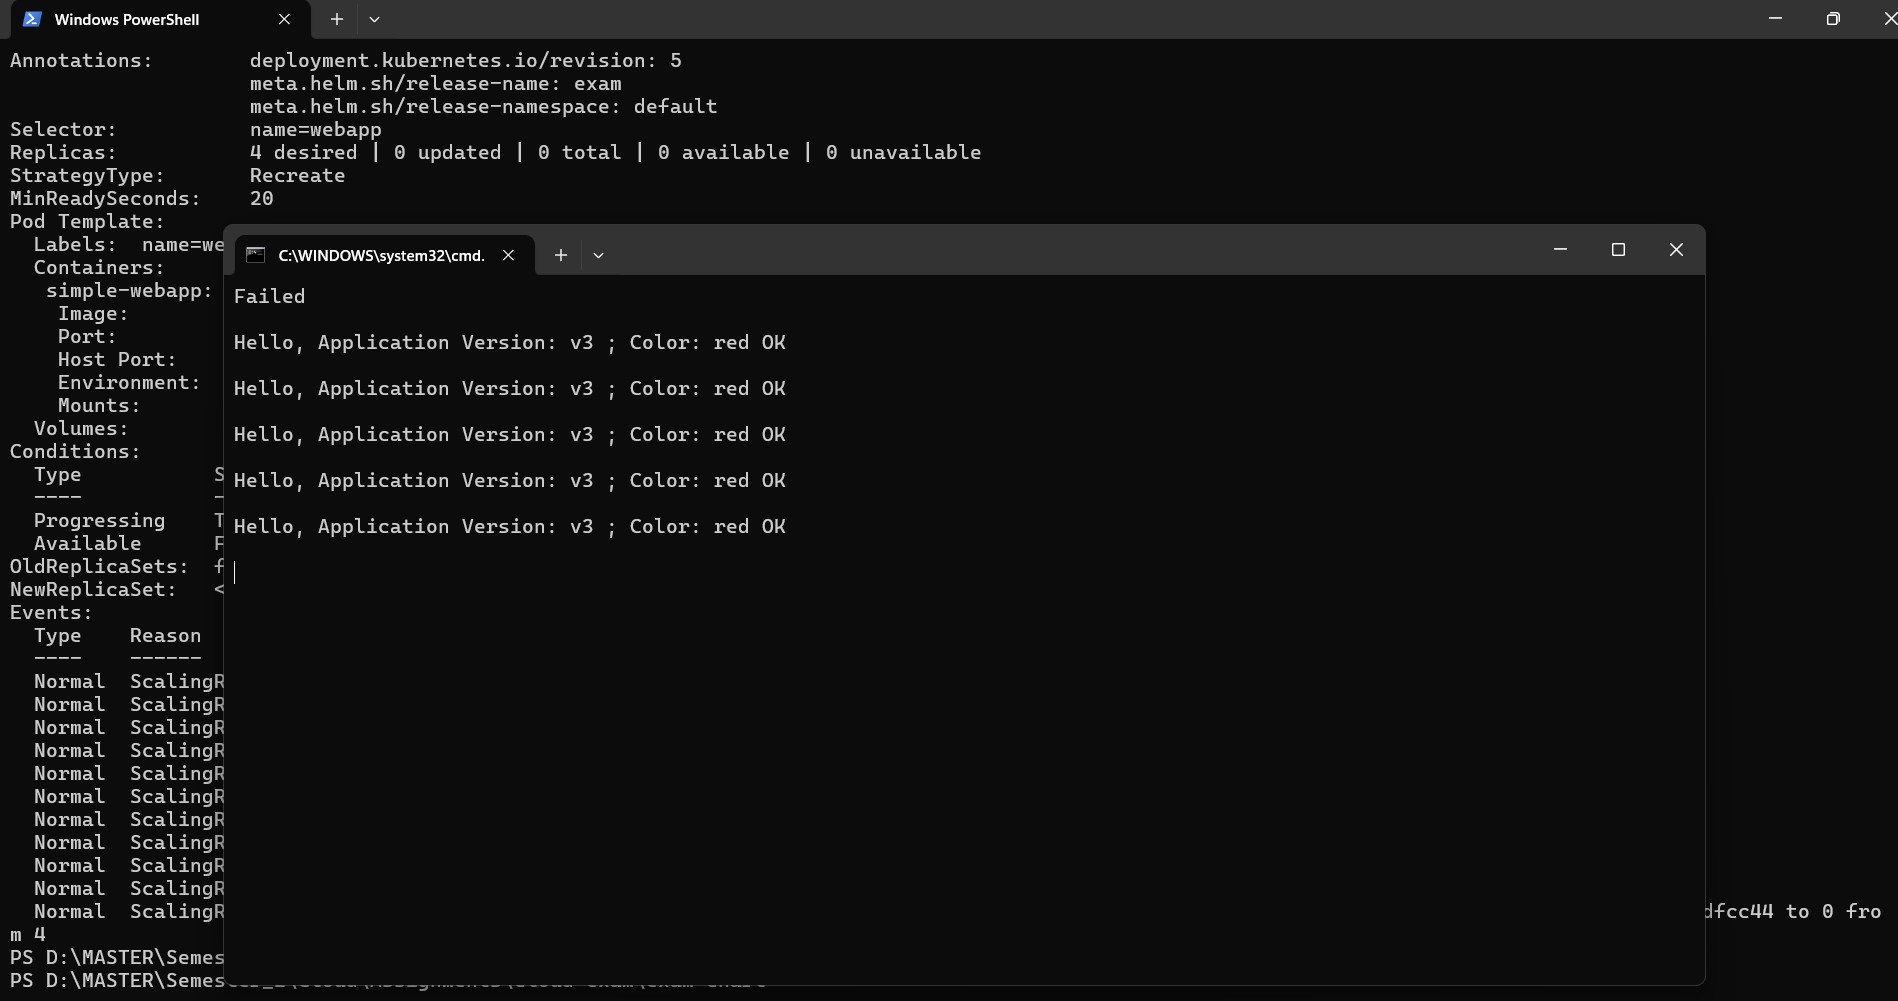 Windows PowerShell
Annotations: deployment.kubernetes.io/revision: 5
meta.helm.sh/release-name: exam
meta.helm.sh/release-namespace: default
Selector: name=webapp
Replicas: 4 desired | 0 updated | 0 total | 0 available | 0 unavailable
StrategyType: Recreate
MinReadySeconds: 20
Pod Template:
Labels: name=we
Containers:
simple-webapp:
Image:
Port:
Host Port:
Environment:
Mounts:
Volumes:
Conditions:
Type S
---- -
Progressing T
Available F
OldReplicaSets: f
NewReplicaSet: <
Events:
Type Reason
---- ------
Normal ScalingR
Normal ScalingR
Normal ScalingR
Normal ScalingR
Normal ScalingR
Normal ScalingR
Normal ScalingR
Normal ScalingR
Normal ScalingR
Normal ScalingR
Normal ScalingR dfcc44 to 0 fro
m 4
PS D:\MASTER\Semes
PS D:\MASTER\Semes
C:\WINDOWS\system32\cmd.
Failed
Hello, Application Version: v3 ; Color: red OK
Hello, Application Version: v3 ; Color: red OK
Hello, Application Version: v3 ; Color: red OK
Hello, Application Version: v3 ; Color: red OK
Hello, Application Version: v3 ; Color: red OK